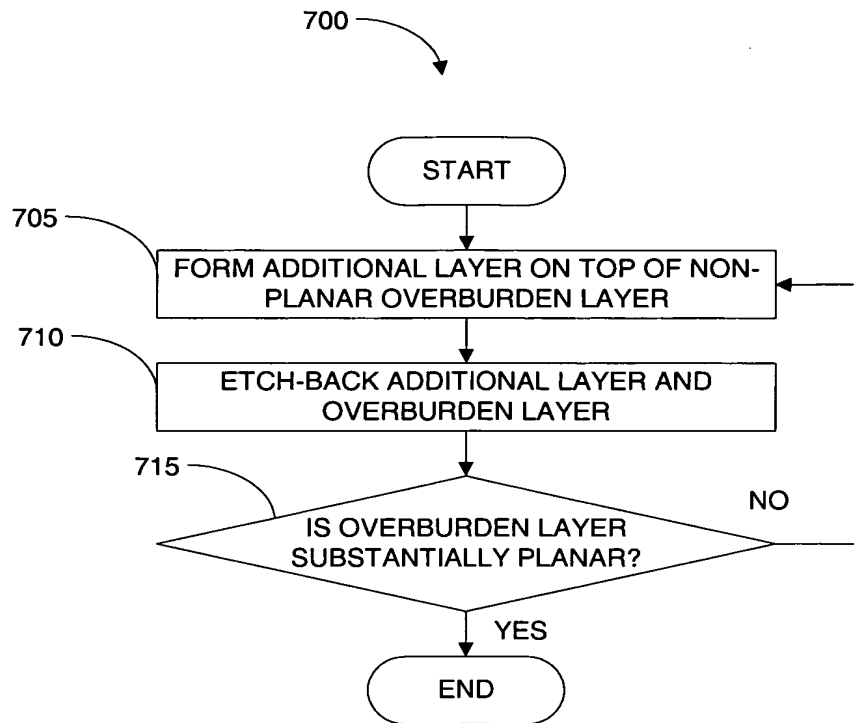 700
START
705
FORM ADDITIONAL LAYER ON TOP OF NON-
PLANAR OVERBURDEN LAYER
710
ETCH-BACK ADDITIONAL LAYER AND
OVERBURDEN LAYER
715
IS OVERBURDEN LAYER
SUBSTANTIALLY PLANAR?
NO
YES
END